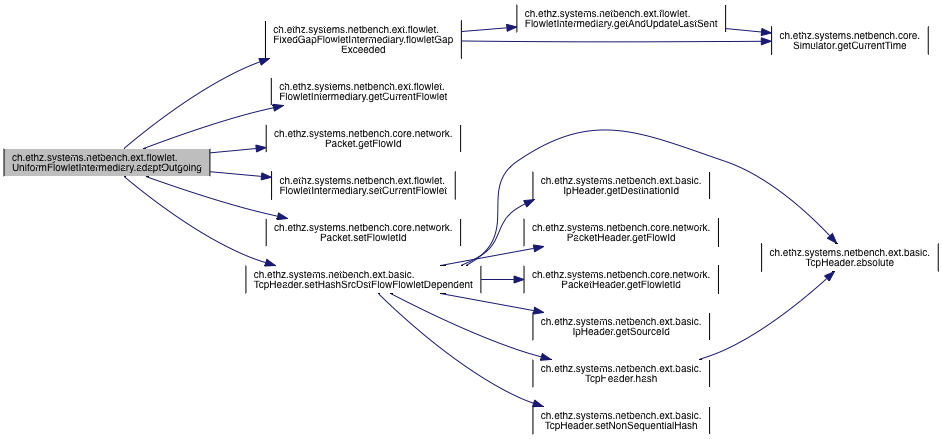 ch.ethz.systems.netbench.ext.flowlet.
UniformFlowletIntermediary.adaptOutgoing
ch.ethz.systems.netbench.ext.flowlet.
FixedGapFlowletIntermediary.flowletGap
Exceeded
ch.ethz.systems.netbench.ext.flowlet.
FlowletIntermediary.getAndUpdateLastSent
ch.ethz.systems.netbench.core.
Simulator.getCurrentTime
ch.ethz.systems.netbench.ext.flowlet.
FlowletIntermediary.getCurrentFlowlet
ch.ethz.systems.netbench.core.network.
Packet.getFlowId
ch.ethz.systems.netbench.ext.flowlet.
FlowletIntermediary.setCurrentFlowlet
ch.ethz.systems.netbench.core.network.
Packet.setFlowletId
ch.ethz.systems.netbench.ext.basic.
TcpHeader.setHashSrcDstFlowFlowletDependent
ch.ethz.systems.netbench.ext.basic.
IpHeader.getDestinationId
ch.ethz.systems.netbench.core.network.
PacketHeader.getFlowId
ch.ethz.systems.netbench.core.network.
PacketHeader.getFlowletId
ch.ethz.systems.netbench.ext.basic.
IpHeader.getSourceId
ch.ethz.systems.netbench.ext.basic.
TcpHeader.hash
ch.ethz.systems.netbench.ext.basic.
TcpHeader.setNonSequentialHash
ch.ethz.systems.netbench.ext.basic.
TcpHeader.absolute